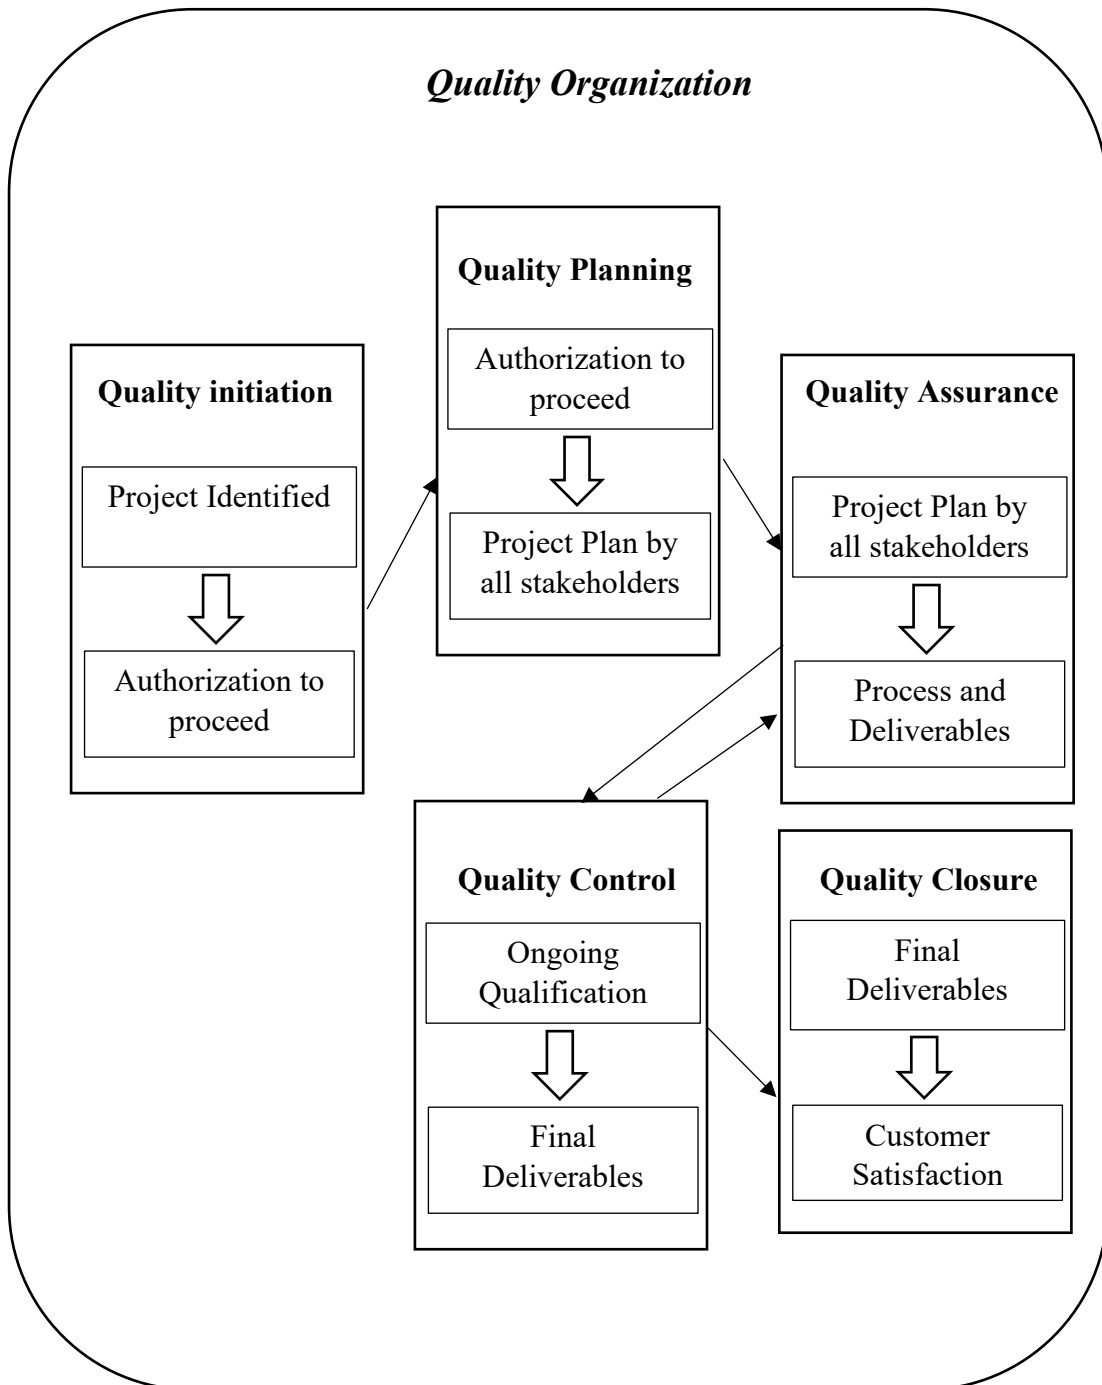 Quality Organization
Quality initiation
Project Identified
Authorization to
proceed
Quality Planning
Authorization to
proceed
Project Plan by
all stakeholders
Quality Assurance
Project Plan by
all stakeholders
Process and
Deliverables
Quality Control
Ongoing
Qualification
Final
Deliverables
Quality Closure
Final
Deliverables
Customer
Satisfaction